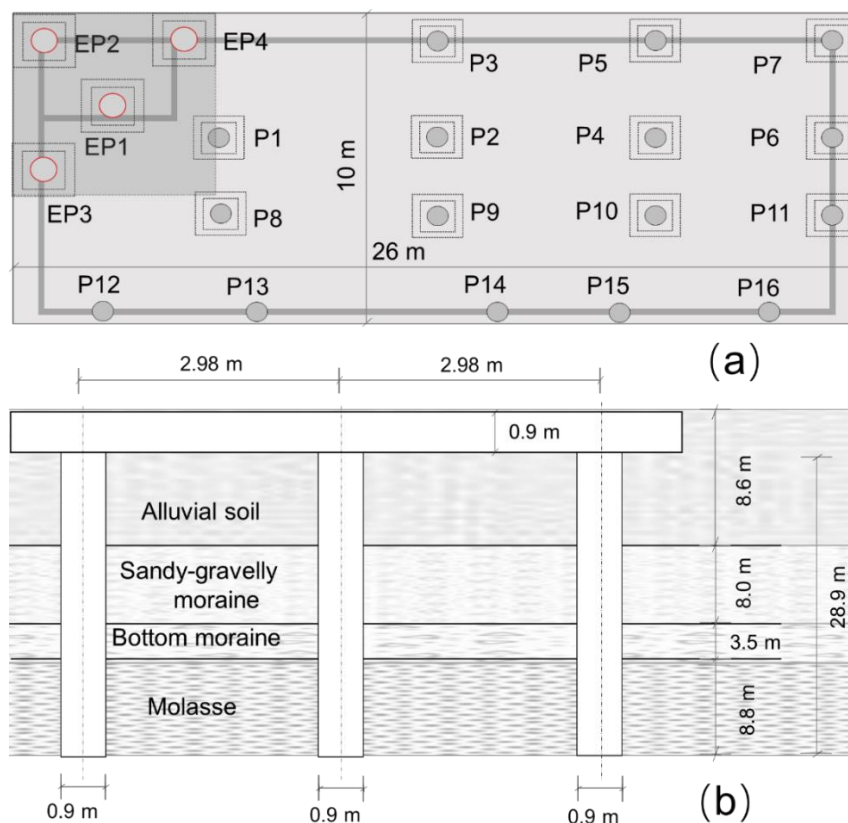 EP2
EP4
P3
P5
P7
EP1
P1
P2
P4
P6
EP3
P8
10 m
P9
P10
P11
26 m
P12
P13
P14
P15
P16
(a)
2.98 m
2.98 m
0.9 m
8.6 m
Alluvial soil
Sandy-gravelly
moraine
8.0 m
28.9 m
Bottom moraine
3.5 m
Molasse
8.8 m
0.9 m
0.9 m
0.9 m
(b)